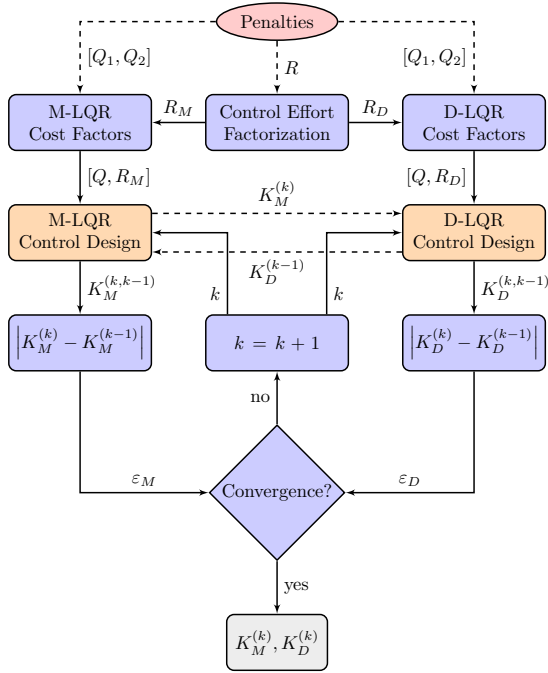 Penalties
[Q_1, Q_2]
R
[Q_1, Q_2]
M-LQR
Cost Factors
R_M
Control Effort
Factorization
R_D
D-LQR
Cost Factors
[Q, R_M]
[Q, R_D]
K_M^{(k)}
M-LQR
Control Design
D-LQR
Control Design
K_D^{(k-1)}
K_M^{(k,k-1)}
k
k
K_D^{(k,k-1)}
|K_M^{(k)} − K_M^{(k-1)}|
k = k + 1
|K_D^{(k)} − K_D^{(k-1)}|
no
ε_M
Convergence?
ε_D
yes
K_M^{(k)}, K_D^{(k)}